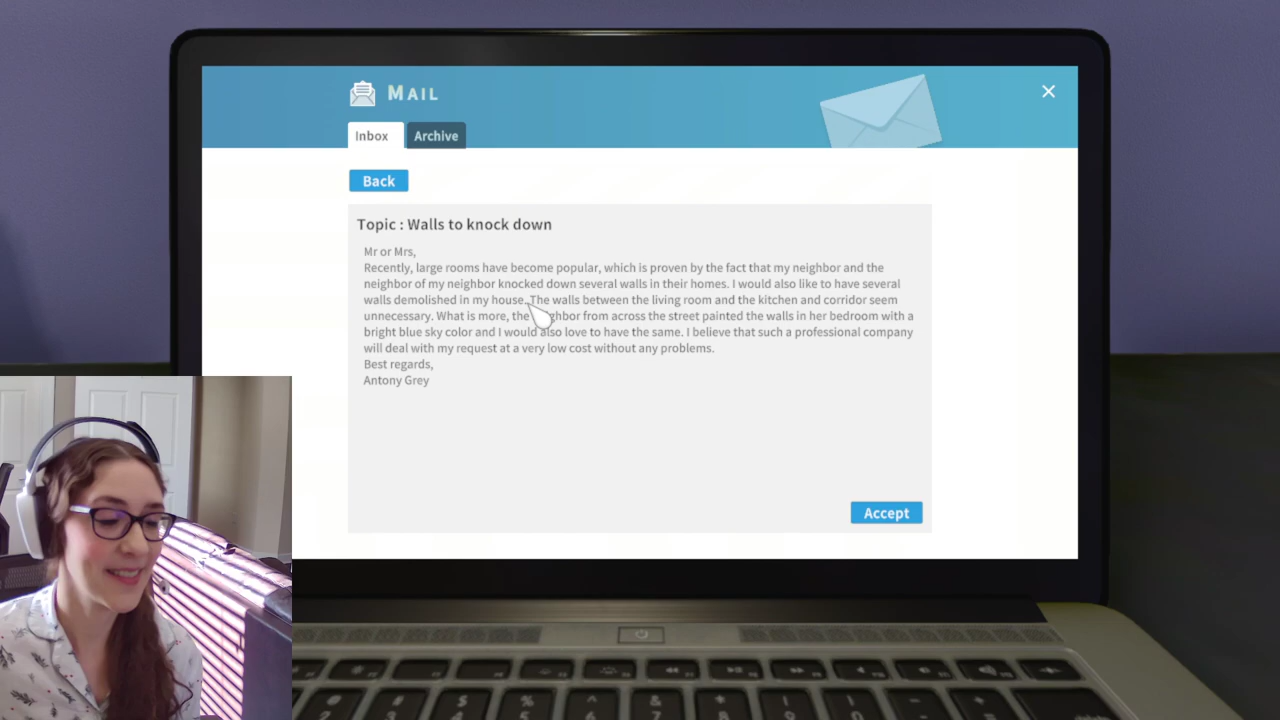 MAIL
Inbox
Archive
Back
Topic : Walls to knock down
Mr or Mrs,
Recently, large rooms have become popular, which is proven by the fact that my neighbor and the
neighbor of my neighbor knocked down several walls in their homes. I would also like to have several
walls demolished in my house. The walls between the living room and the kitchen and corridor seem
unnecessary. What is more, the neighbor from across the street painted the walls in her bedroom with a
bright blue sky color and I would also love to have the same. I believe that such a professional company
will deal with my request at a very low cost without any problems.
Best regards,
Antony Grey
Accept